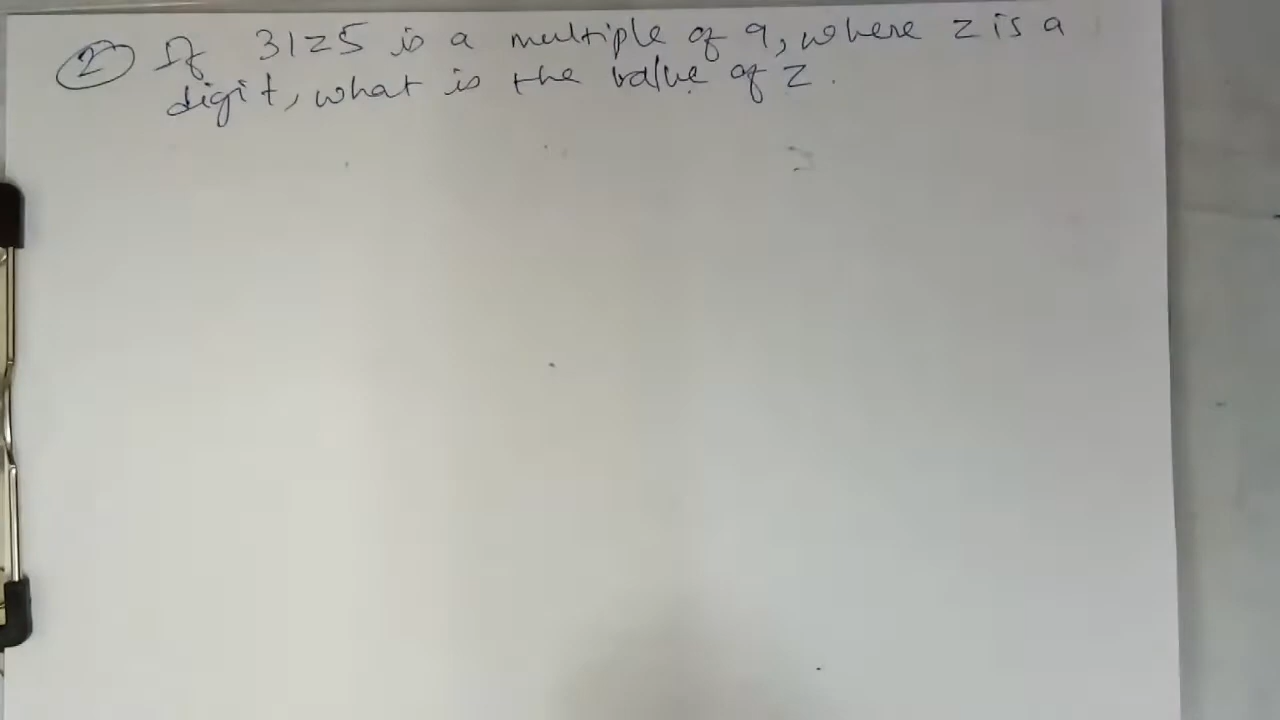 ② If 31z5 is a multiple of 9, where z is a
digit, what is the value of z.